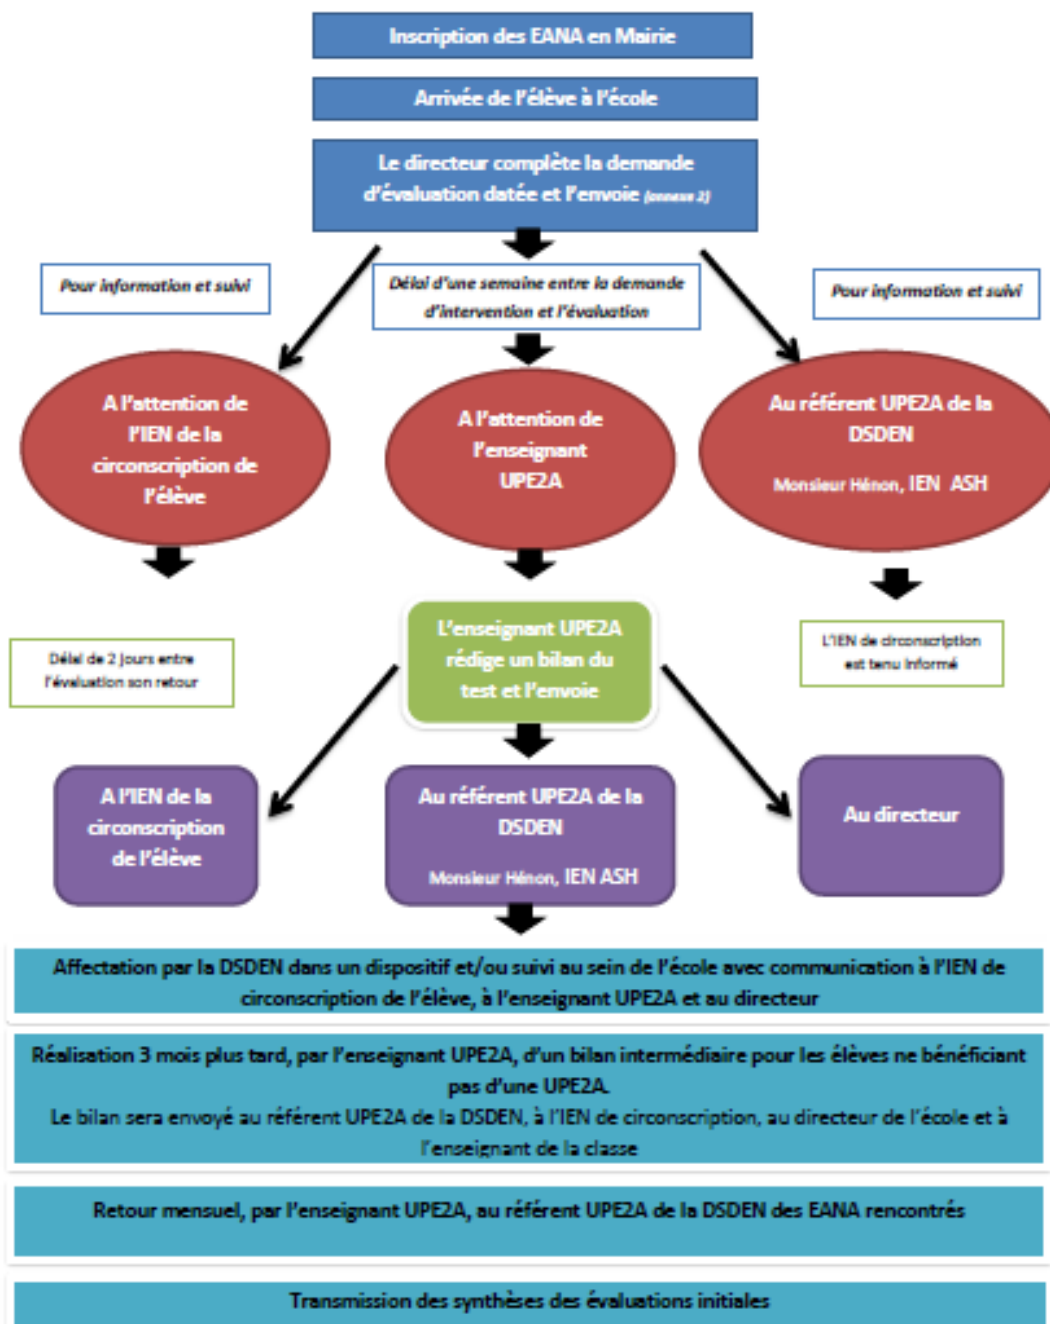 Inscription des EANA en Mairie
Arrivée de l'élève à l'école
Le directeur complète la demande
d'évaluation datée et l'envoie (annexe 2)
Pour information et suivi
Délai d'une semaine entre la demande
d'intervention et l'évaluation
Pour information et suivi
A l'attention de
l'IEN de la
circonscription de
l'élève
A l'attention de
l'enseignant
UPE2A
Au référent UPE2A de la
DSDEN
Monsieur Hénon, IEN ASH
Délai de 2 jours entre
l'évaluation son retour
L'enseignant UPE2A
rédige un bilan du
test et l'envoie
L'IEN de circonscription
est tenu informé
A l'IEN de la
circonscription
de l'élève
Au référent UPE2A de la
DSDEN
Monsieur Hénon, IEN ASH
Au directeur
Affectation par la DSDEN dans un dispositif et/ou suivi au sein de l'école avec communication à l'IEN de
circonscription de l'élève, à l'enseignant UPE2A et au directeur
Réalisation 3 mois plus tard, par l'enseignant UPE2A, d'un bilan intermédiaire pour les élèves ne bénéficiant
pas d'une UPE2A.
Le bilan sera envoyé au référent UPE2A de la DSDEN, à l'IEN de circonscription, au directeur de l'école et à
l'enseignant de la classe
Retour mensuel, par l'enseignant UPE2A, au référent UPE2A de la DSDEN des EANA rencontrés
Transmission des synthèses des évaluations initiales